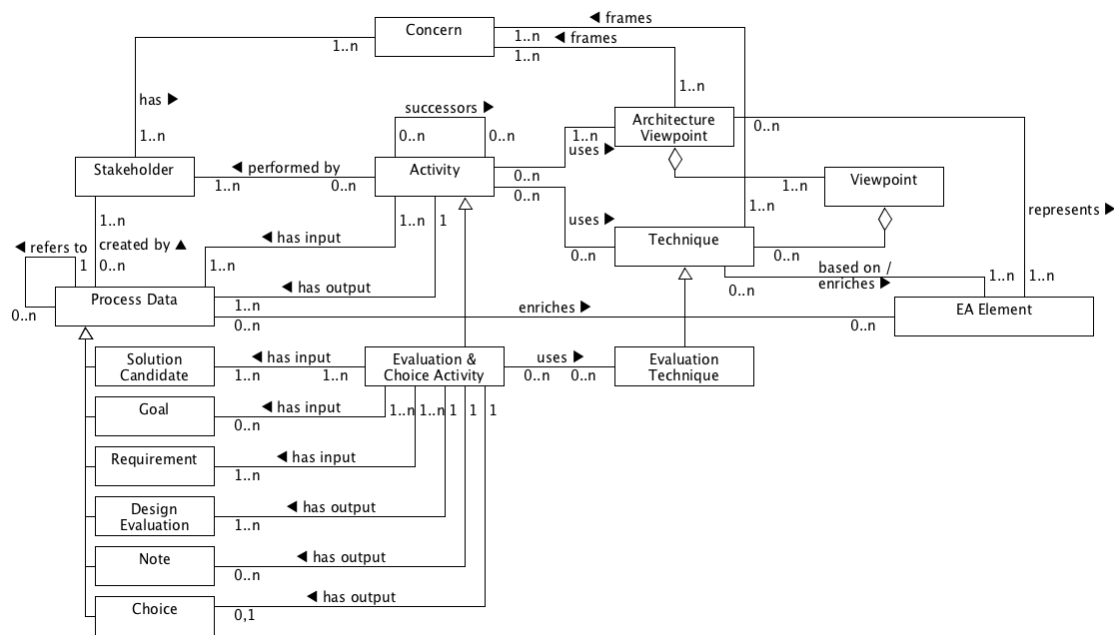 ◀ frames
Concern
1..n
1..n
◀ frames
1..n
has ▶
successors ▶
1..n
1..n
0..n
0..n
1..n
Architecture
Viewpoint
0..n
uses ▶
Stakeholder
◀ performed by
Activity
0..n
Viewpoint
1..n
0..n
0..n
1..n
1..n
1..n
1
uses ▶
1..n
represents ▶
◀ refers to
created by ▲
◀ has input
Technique
1
0..n
1..n
0..n
0..n
based on /
enriches ▶
1..n
1..n
◀ has output
0..n
Process Data
1..n
enriches ▶
EA Element
0..n
0..n
0..n
Solution
Candidate
◀ has input
1..n
1..n
Evaluation &
Choice Activity
uses ▶
0..n
0..n
Evaluation
Technique
Goal
◀ has input
1..n
1..n
1
1
1
0..n
Requirement
◀ has input
1..n
Design
Evaluation
◀ has output
1..n
Note
◀ has output
0..n
Choice
◀ has output
0,1